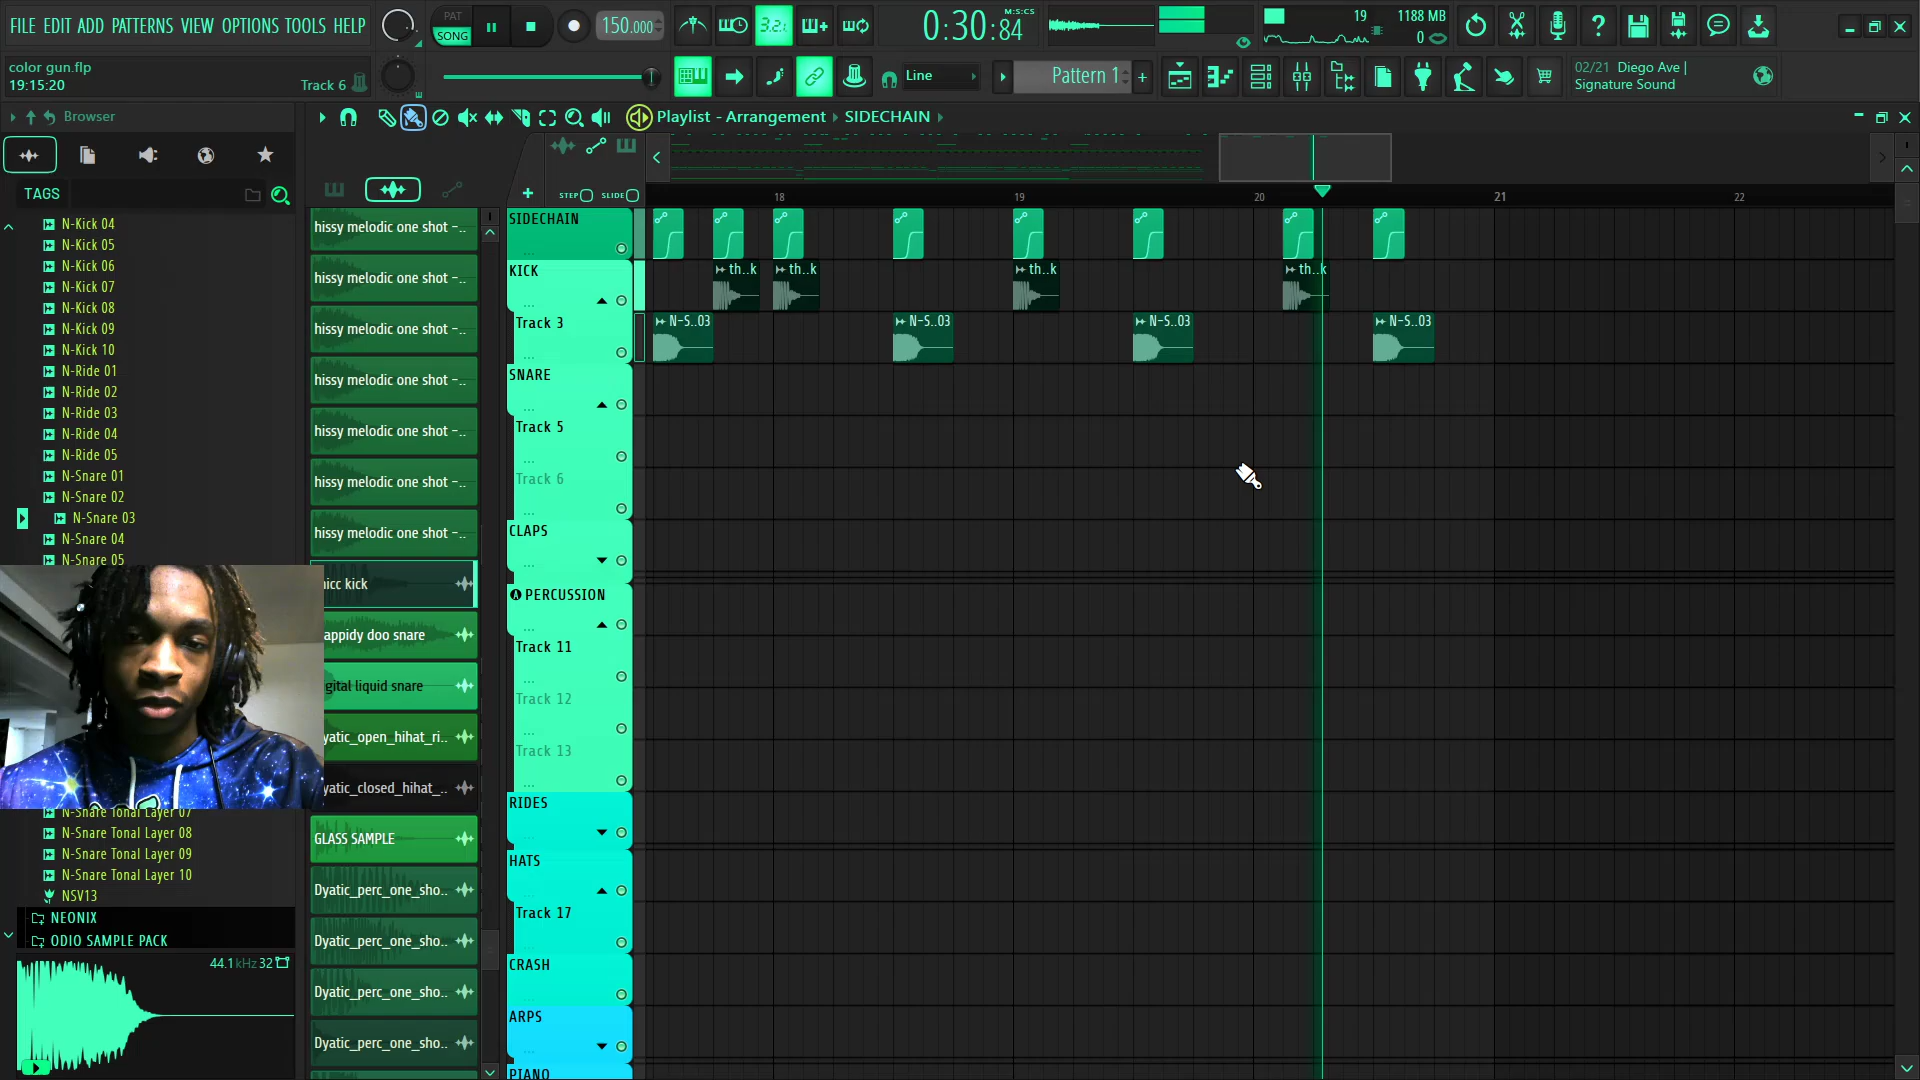 FILE EDIT ADD PATTERNS VIEW OPTIONS TOOLS HELP
PAT
SONG
150.000
3.2.1
0:30:84
M:S:CS
19
1188 MB
0
color gun.flp
19:15:20
Track 6
Line
Pattern 1
02/21 Diego Ave |
Signature Sound
Browser
Playlist - Arrangement
SIDECHAIN
TAGS
STEP
SLIDE
18
19
20
21
22
N-Kick 04
N-Kick 05
N-Kick 06
N-Kick 07
N-Kick 08
N-Kick 09
N-Kick 10
N-Ride 01
N-Ride 02
N-Ride 03
N-Ride 04
N-Ride 05
N-Snare 01
N-Snare 02
N-Snare 03
N-Snare 04
N-Snare 05
N-Snare Tonal Layer 07
N-Snare Tonal Layer 08
N-Snare Tonal Layer 09
N-Snare Tonal Layer 10
NSV13
NEONIX
ODIO SAMPLE PACK
44.1kHz 32
hissy melodic one shot -..
hissy melodic one shot -..
hissy melodic one shot -..
hissy melodic one shot -..
hissy melodic one shot -..
hissy melodic one shot -..
hissy melodic one shot -..
icc kick
appidy doo snare
gital liquid snare
yatic_open_hihat_ri..
yatic_closed_hihat_..
GLASS SAMPLE
Dyatic_perc_one_sho..
Dyatic_perc_one_sho..
Dyatic_perc_one_sho..
Dyatic_perc_one_sho..
SIDECHAIN
KICK
Track 3
SNARE
Track 5
Track 6
CLAPS
PERCUSSION
Track 11
Track 12
Track 13
RIDES
HATS
Track 17
CRASH
ARPS
PIANO
th..k
th..k
th..k
th..k
N-S..03
N-S..03
N-S..03
N-S..03